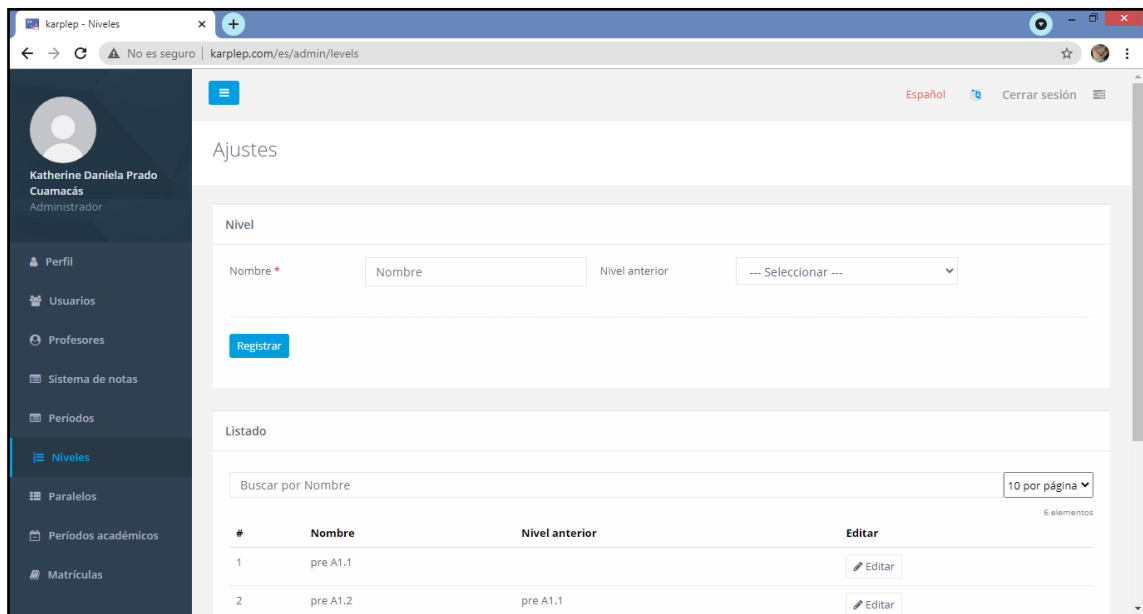 karplep - Niveles
No es seguro | karplep.com/es/admin/levels
Español Cerrar sesión
Katherine Daniela Prado
Cuamacás
Administrador
Perfil
Usuarios
Profesores
Sistema de notas
Períodos
Niveles
Paralelos
Períodos académicos
Matrículas
Ajustes
Nivel
Nombre * Nombre Nivel anterior --- Seleccionar ---
Registrar
Listado
Buscar por Nombre 10 por página
6 elementos
# Nombre Nivel anterior Editar
1 pre A1.1 Editar
2 pre A1.2 pre A1.1 Editar